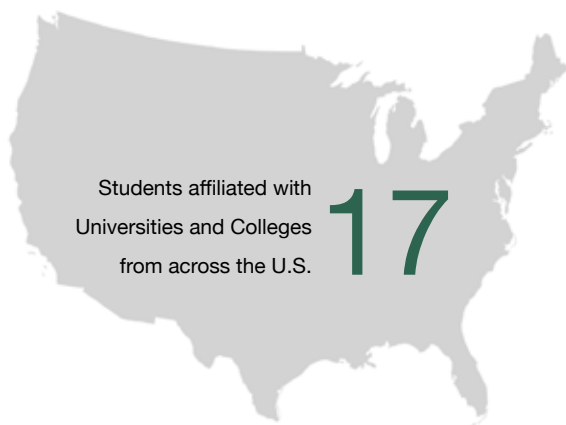 Students affiliated with
Universities and Colleges
from across the U.S.
17